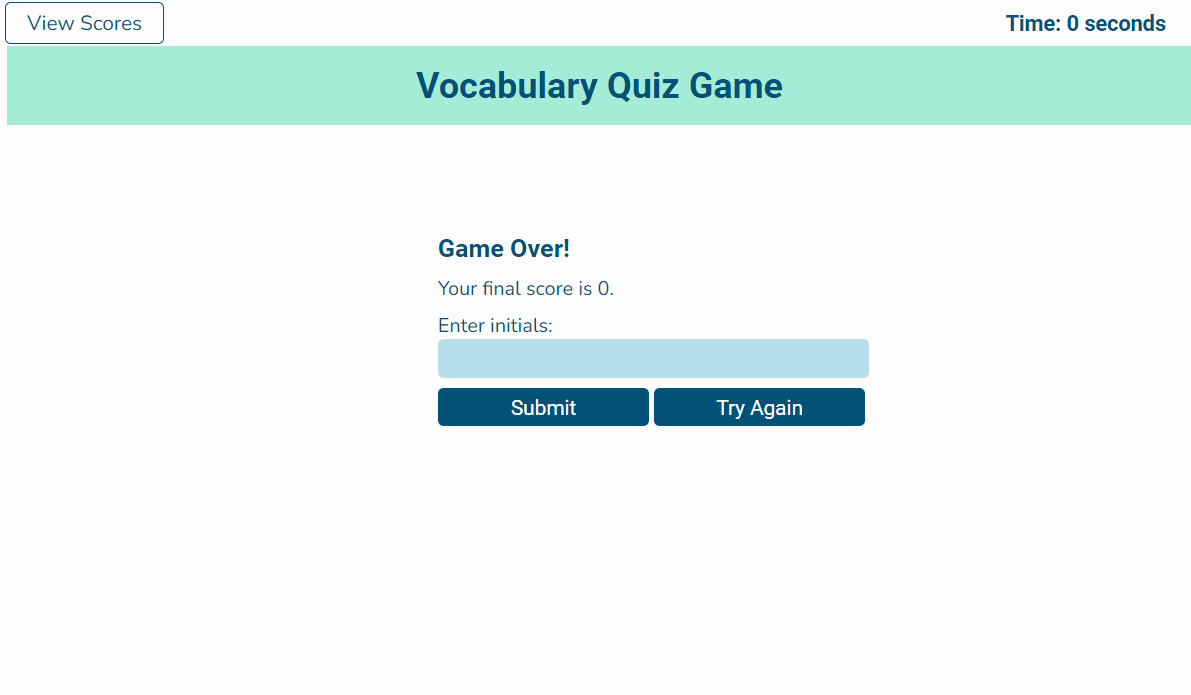 View Scores
Time: 0 seconds
Vocabulary Quiz Game
Game Over!
Your final score is 0.
Enter initials:
Submit
Try Again